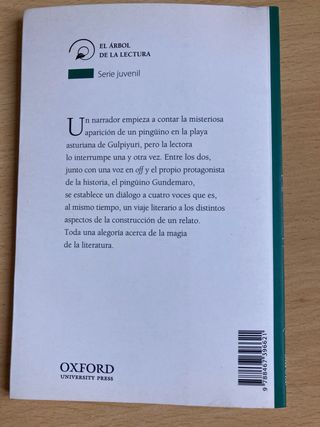 EL ÁRBOL
DE LA LECTURA
Serie juvenil
Un narrador empieza a contar la misteriosa
aparición de un pingüino en la playa
asturiana de Gulpiyuri, pero la lectora
lo interrumpe una y otra vez. Entre los dos,
junto con una voz en off y el propio protagonista
de la historia, el pingüino Gundemaro,
se establece un diálogo a cuatro voces que es,
al mismo tiempo, un viaje literario a los distintos
aspectos de la construcción de un relato.
Toda una alegoría acerca de la magia
de la literatura.
OXFORD
UNIVERSITY PRESS
9 788467 396621